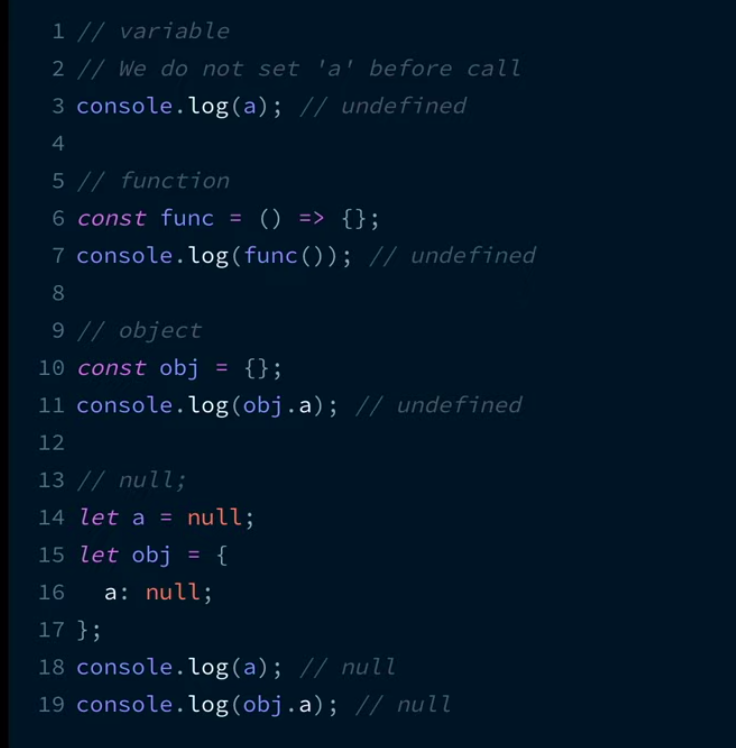 1 // variable
2 // We do not set 'a' before call
3 console.log(a); // undefined
4
5 // function
6 const func = () => {};
7 console.log(func()); // undefined
8
9 // object
10 const obj = {};
11 console.log(obj.a); // undefined
12
13 // null;
14 let a = null;
15 let obj = {
16   a: null;
17 };
18 console.log(a); // null
19 console.log(obj.a); // null